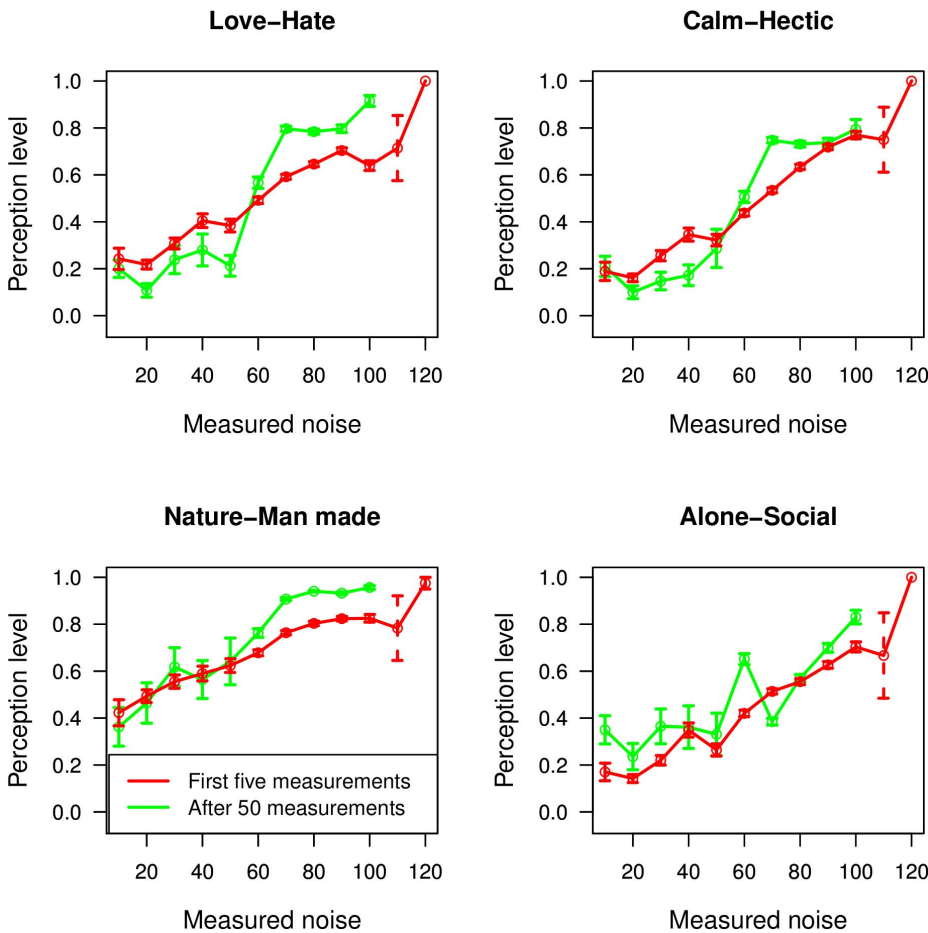 Love−Hate
Perception level
1.0
0.8
0.6
0.4
0.2
0.0
20 40 60 80 100 120
Measured noise
Calm−Hectic
Perception level
1.0
0.8
0.6
0.4
0.2
0.0
20 40 60 80 100 120
Measured noise
Nature−Man made
Perception level
1.0
0.8
0.6
0.4
0.2
0.0
First five measurements
After 50 measurements
20 40 60 80 100 120
Measured noise
Alone−Social
Perception level
1.0
0.8
0.6
0.4
0.2
0.0
20 40 60 80 100 120
Measured noise